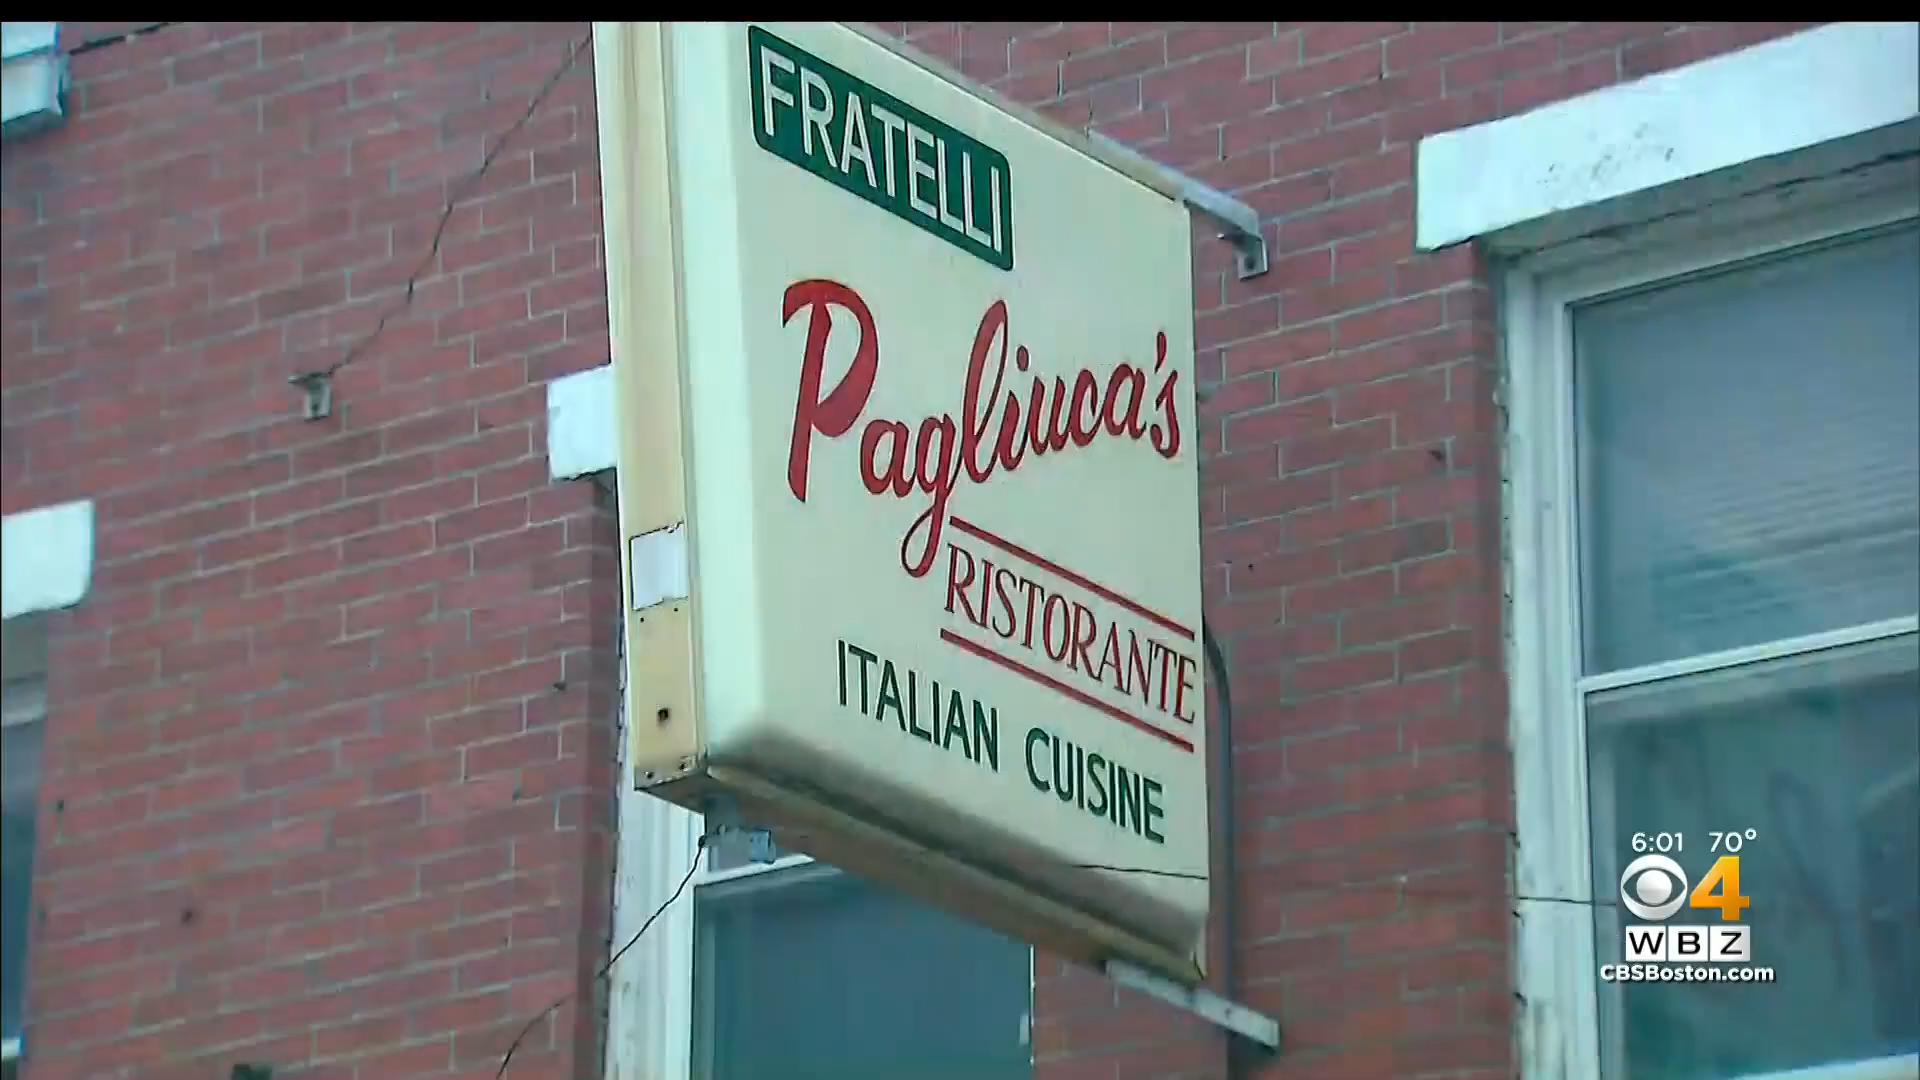 FRATELLI
Pagliuca's
RISTORANTE
ITALIAN CUISINE
6:01 70°
4
WBZ
CBSBoston.com